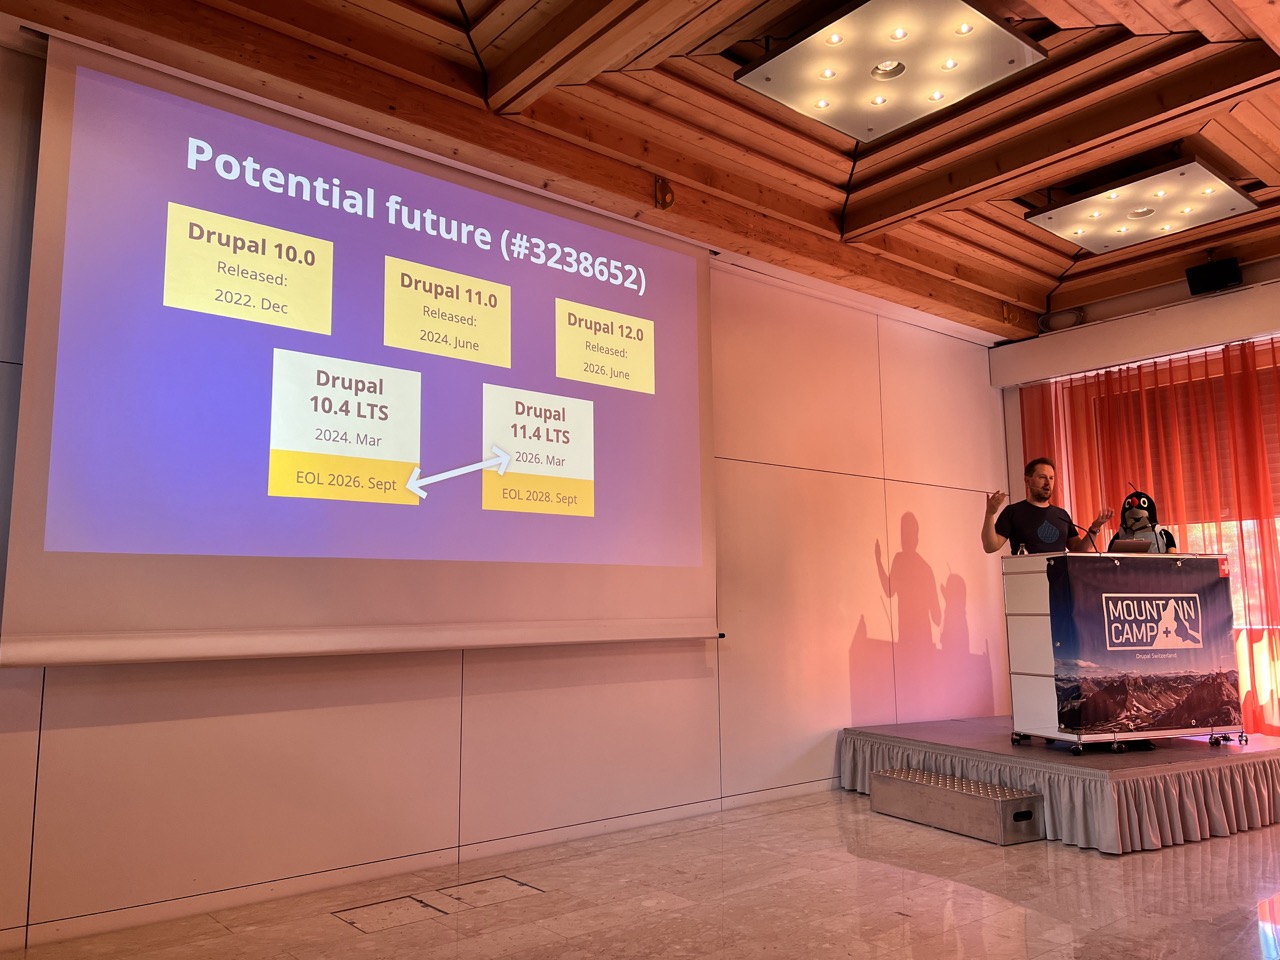 Potential future (#3238652)
Drupal 10.0
Released:
2022. Dec
Drupal 11.0
Released:
2024. June
Drupal 12.0
Released:
2026. June
Drupal
10.4 LTS
2024. Mar
EOL 2026. Sept
Drupal
11.4 LTS
2026. Mar
EOL 2028. Sept
MOUNTAIN
CAMP
Drupal Switzerland